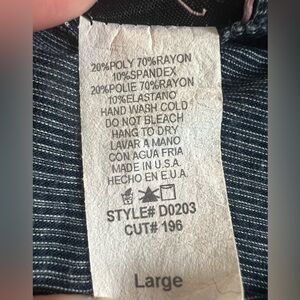 20%POLY 70%RAYON
10%SPANDEX
20%POLIE 70%RAYON
10%ELASTANO
HAND WASH COLD
DO NOT BLEACH
HANG TO DRY
LAVAR A MANO
CON AGUA FRIA
MADE IN U.S.A.
HECHO EN E.U.A.
STYLE# D0203
CUT# 196
Large